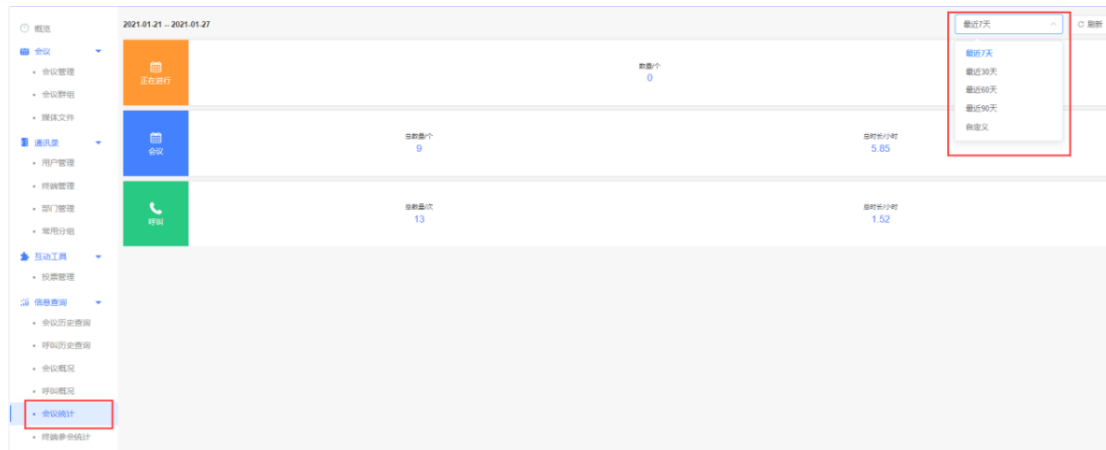 概览
会议
会议管理
会议群组
媒体文件
通讯录
用户管理
终端管理
部门管理
常用分组
互动工具
投票管理
信息查询
会议历史查询
呼叫历史查询
会议概况
呼叫概况
会议统计
终端参会统计
2021-01-21 -- 2021-01-27
最近7天
刷新
最近7天
最近30天
最近60天
最近90天
自定义
正在进行
数量/个
0
会议
总数量/个
9
总时长/小时
5.85
呼叫
总数量/次
13
总时长/小时
1.52